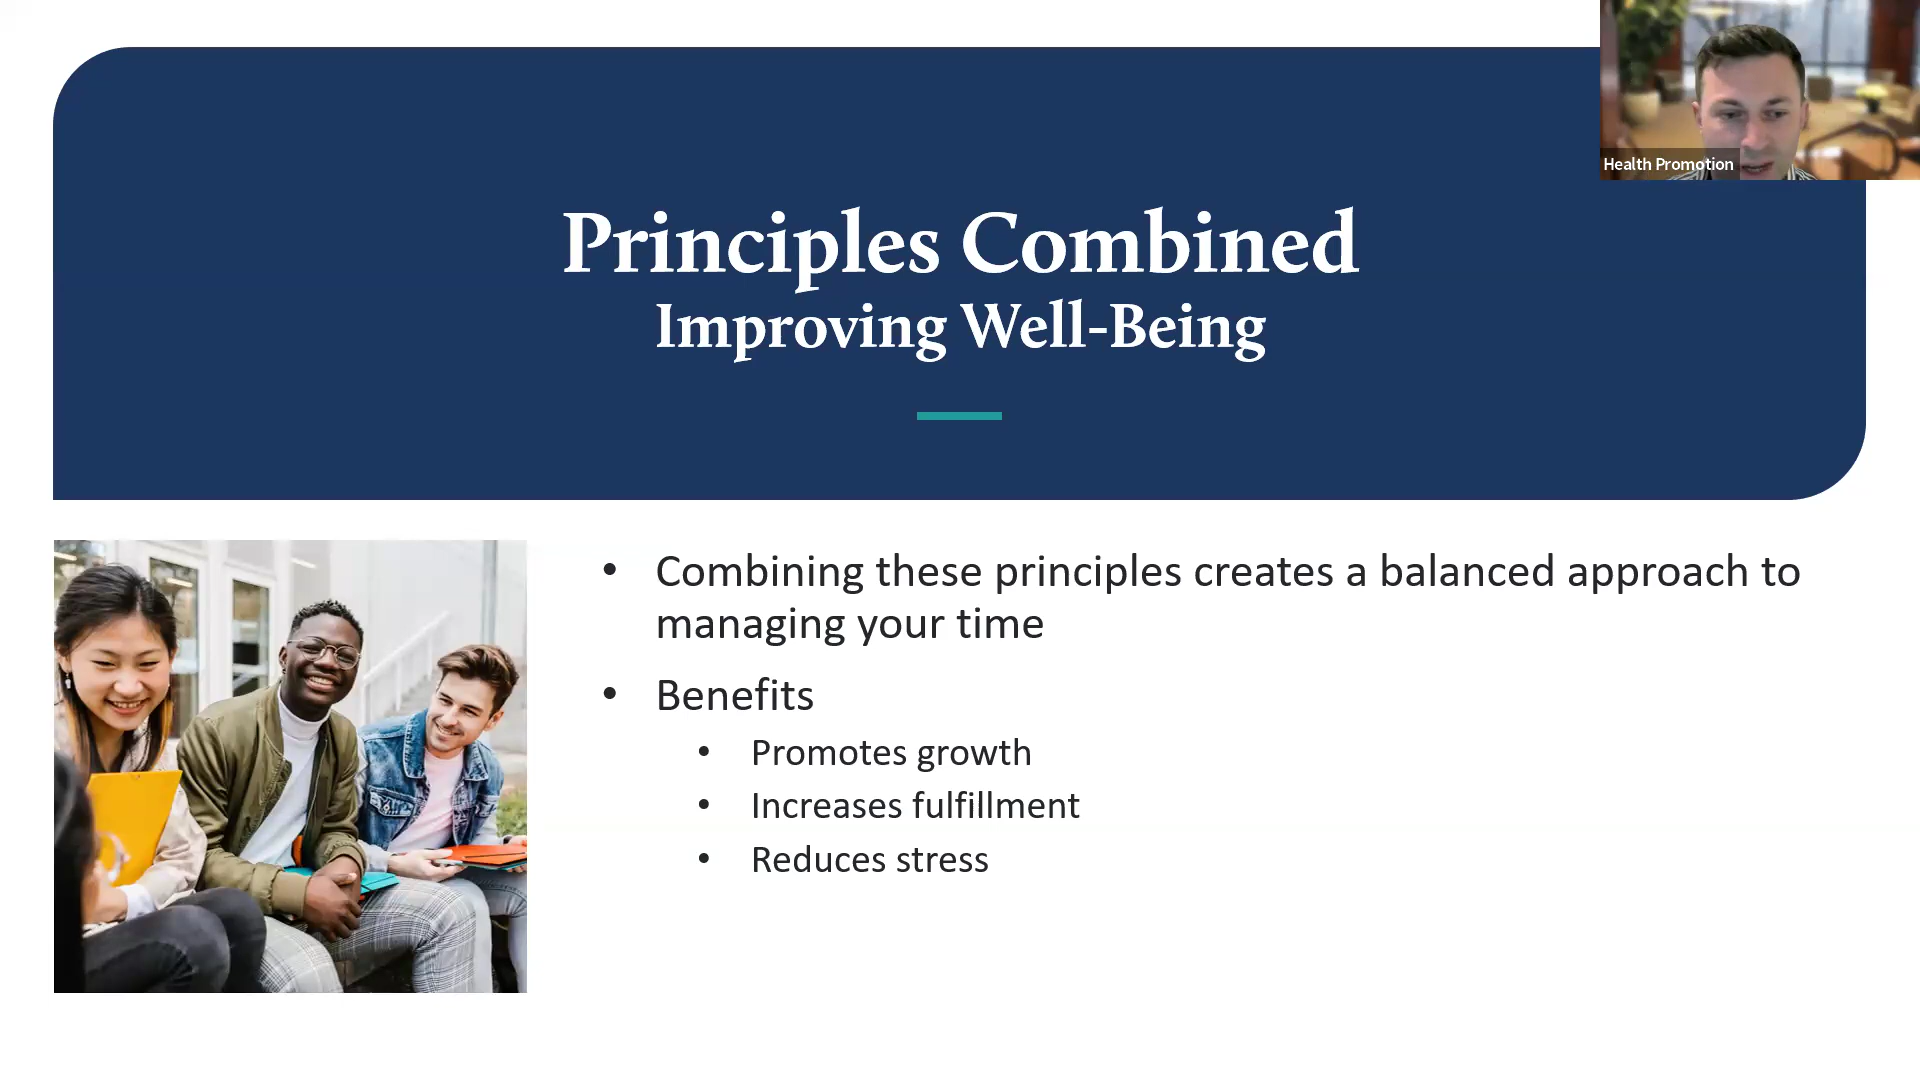 Health Promotion
Principles Combined
Improving Well-Being
• Combining these principles creates a balanced approach to
managing your time
• Benefits
• Promotes growth
• Increases fulfillment
• Reduces stress